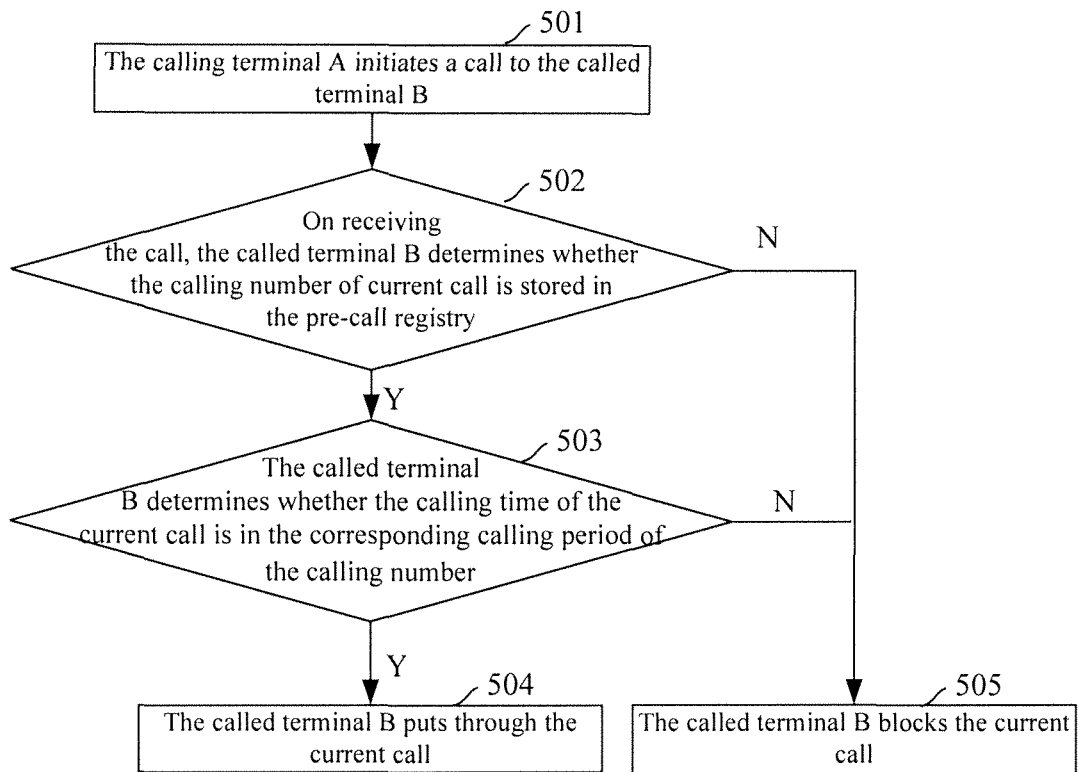 501
The calling terminal A initiates a call to the called
terminal B
502
On receiving
the call, the called terminal B determines whether
the calling number of current call is stored in
the pre-call registry
N
Y
503
The called terminal
B determines whether the calling time of the
current call is in the corresponding calling period of
the calling number
N
Y
504
The called terminal B puts through the
current call
505
The called terminal B blocks the current
call